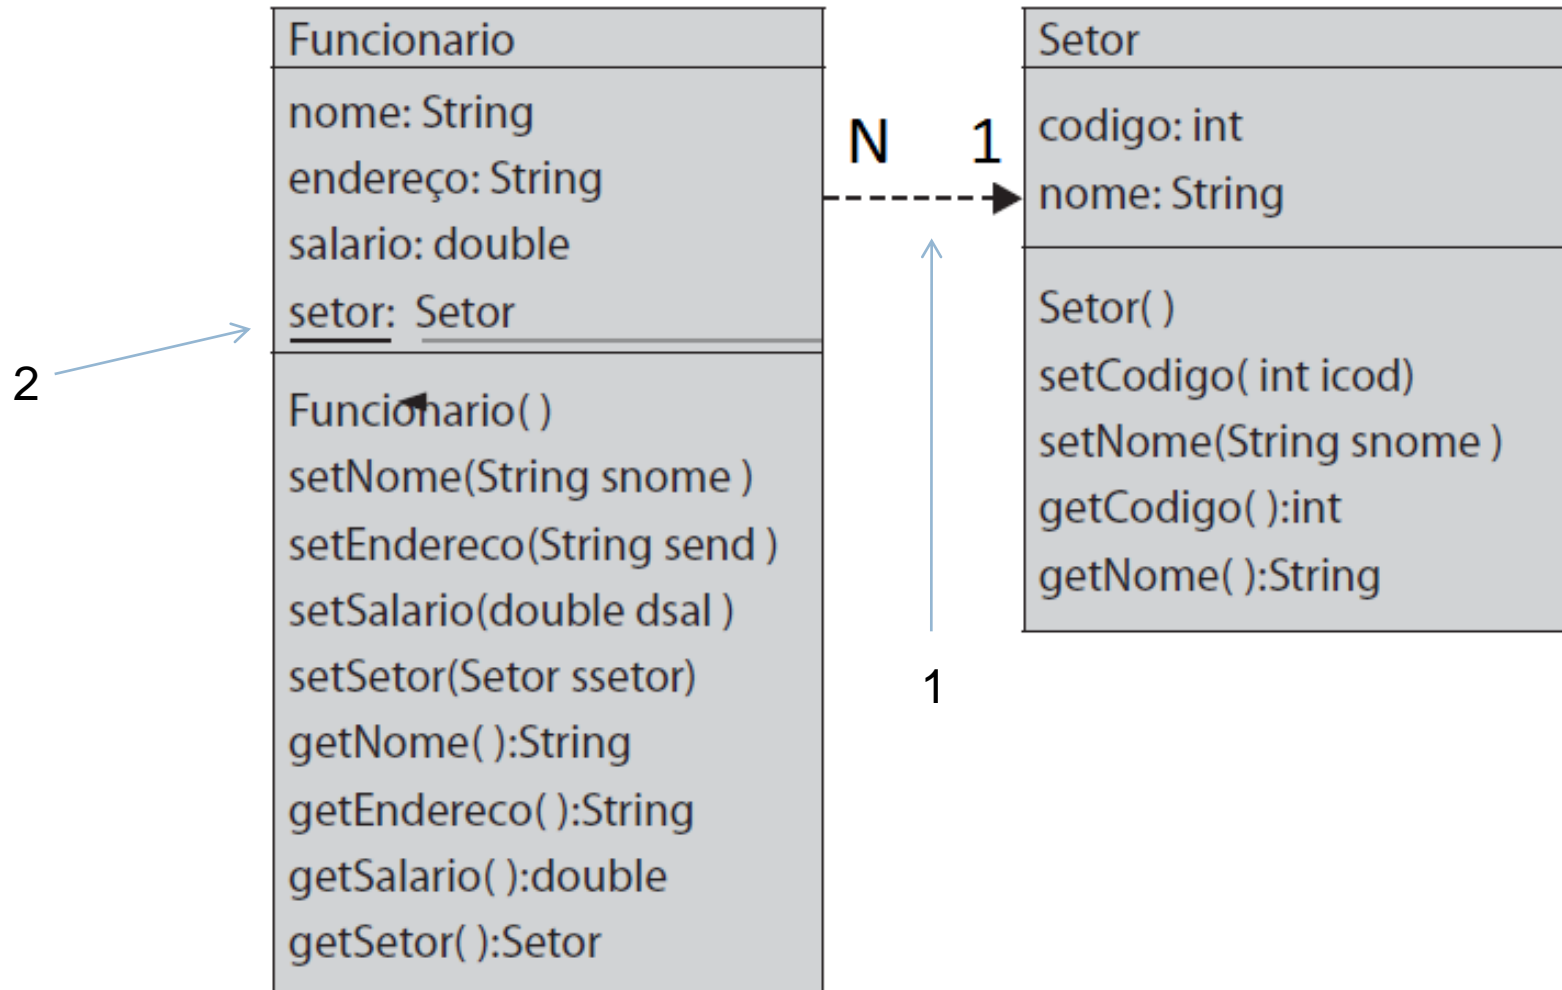 Funcionario
nome: String
endereço: String
salario: double
setor: Setor
Funcionario( )
setNome(String snome )
setEndereco(String send )
setSalario(double dsal )
setSetor(Setor ssetor)
getNome( ):String
getEndereco( ):String
getSalario( ):double
getSetor( ):Setor
2
N 1
1
Setor
codigo: int
nome: String
Setor( )
setCodigo( int icod)
setNome(String snome )
getCodigo( ):int
getNome( ):String